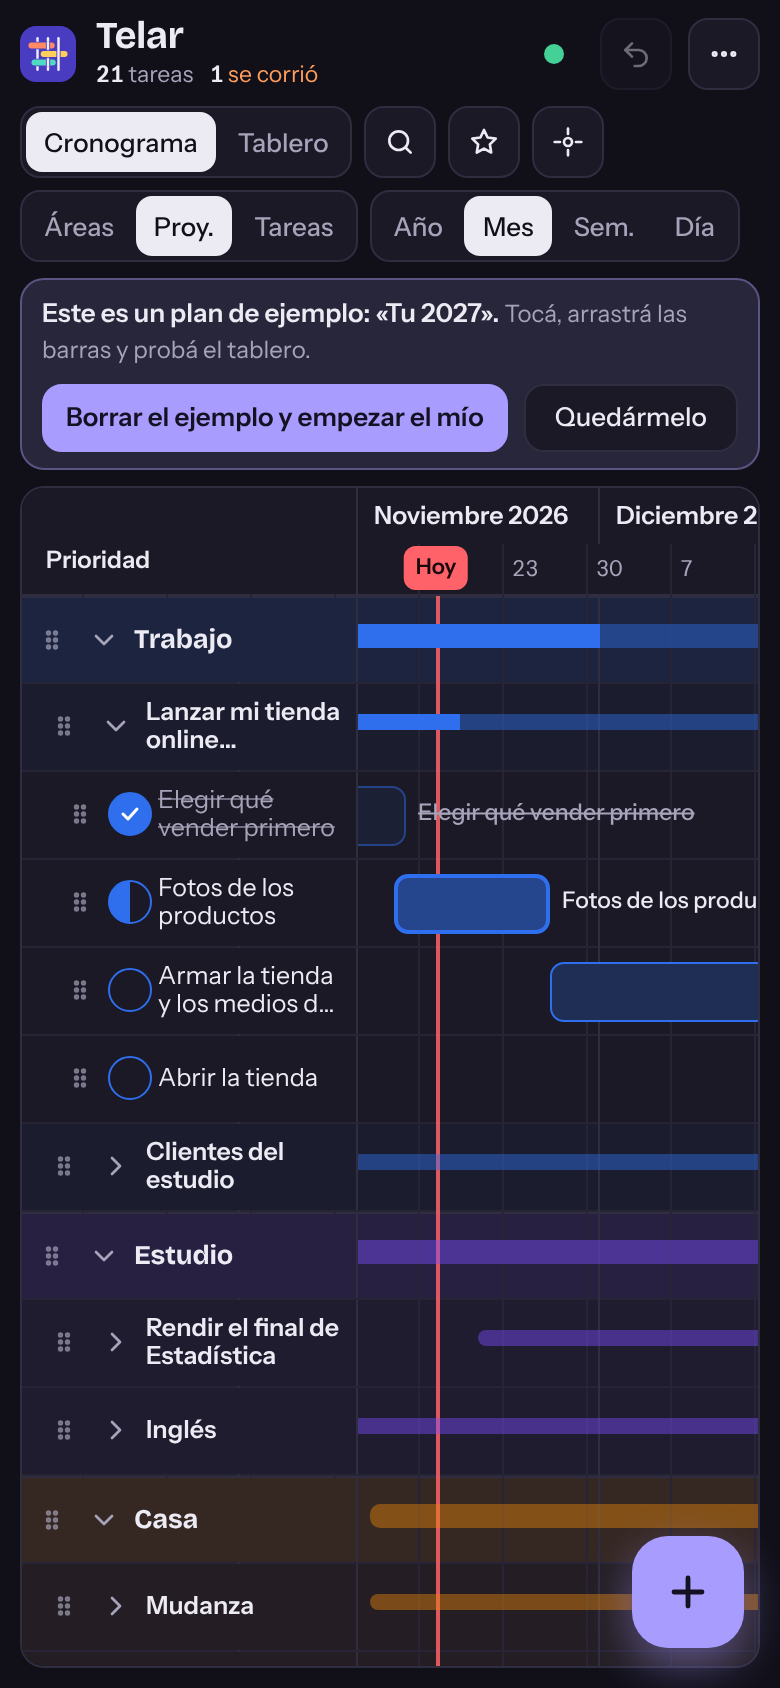 Telar
21 tareas 1 se corrió
Cronograma Tablero
Áreas Proy. Tareas Año Mes Sem. Día
Este es un plan de ejemplo: «Tu 2027». Tocá, arrastrá las
barras y probá el tablero.
Borrar el ejemplo y empezar el mío Quedármelo
Noviembre 2026 Diciembre 2
Prioridad Hoy 23 30 7
Trabajo
Lanzar mi tienda
online...
Elegir qué
vender primero
Elegir qué vender primero
Fotos de los
productos
Fotos de los produ
Armar la tienda
y los medios d...
Abrir la tienda
Clientes del
estudio
Estudio
Rendir el final de
Estadística
Inglés
Casa
Mudanza